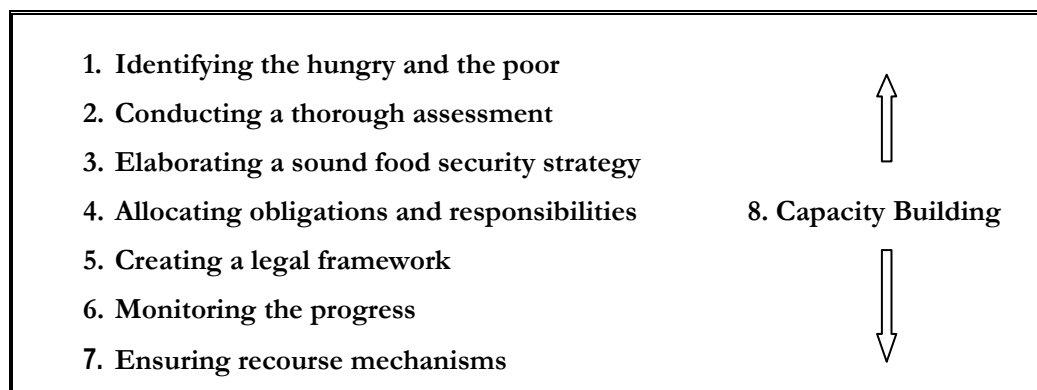 1. Identifying the hungry and the poor
2. Conducting a thorough assessment
3. Elaborating a sound food security strategy
4. Allocating obligations and responsibilities
5. Creating a legal framework
6. Monitoring the progress
7. Ensuring recourse mechanisms
8. Capacity Building